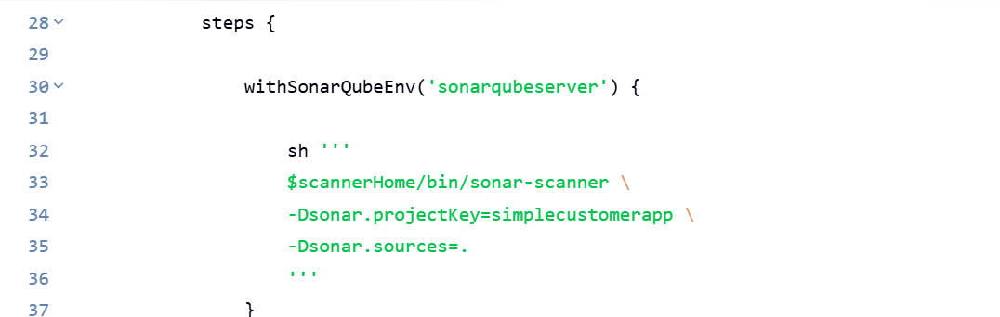 28 steps {
29
30 withSonarQubeEnv('sonarqubeserver') {
31
32 sh '''
33 $scannerHome/bin/sonar-scanner \
34 -Dsonar.projectKey=simplecustomerapp \
35 -Dsonar.sources=.
36 '''
37 }